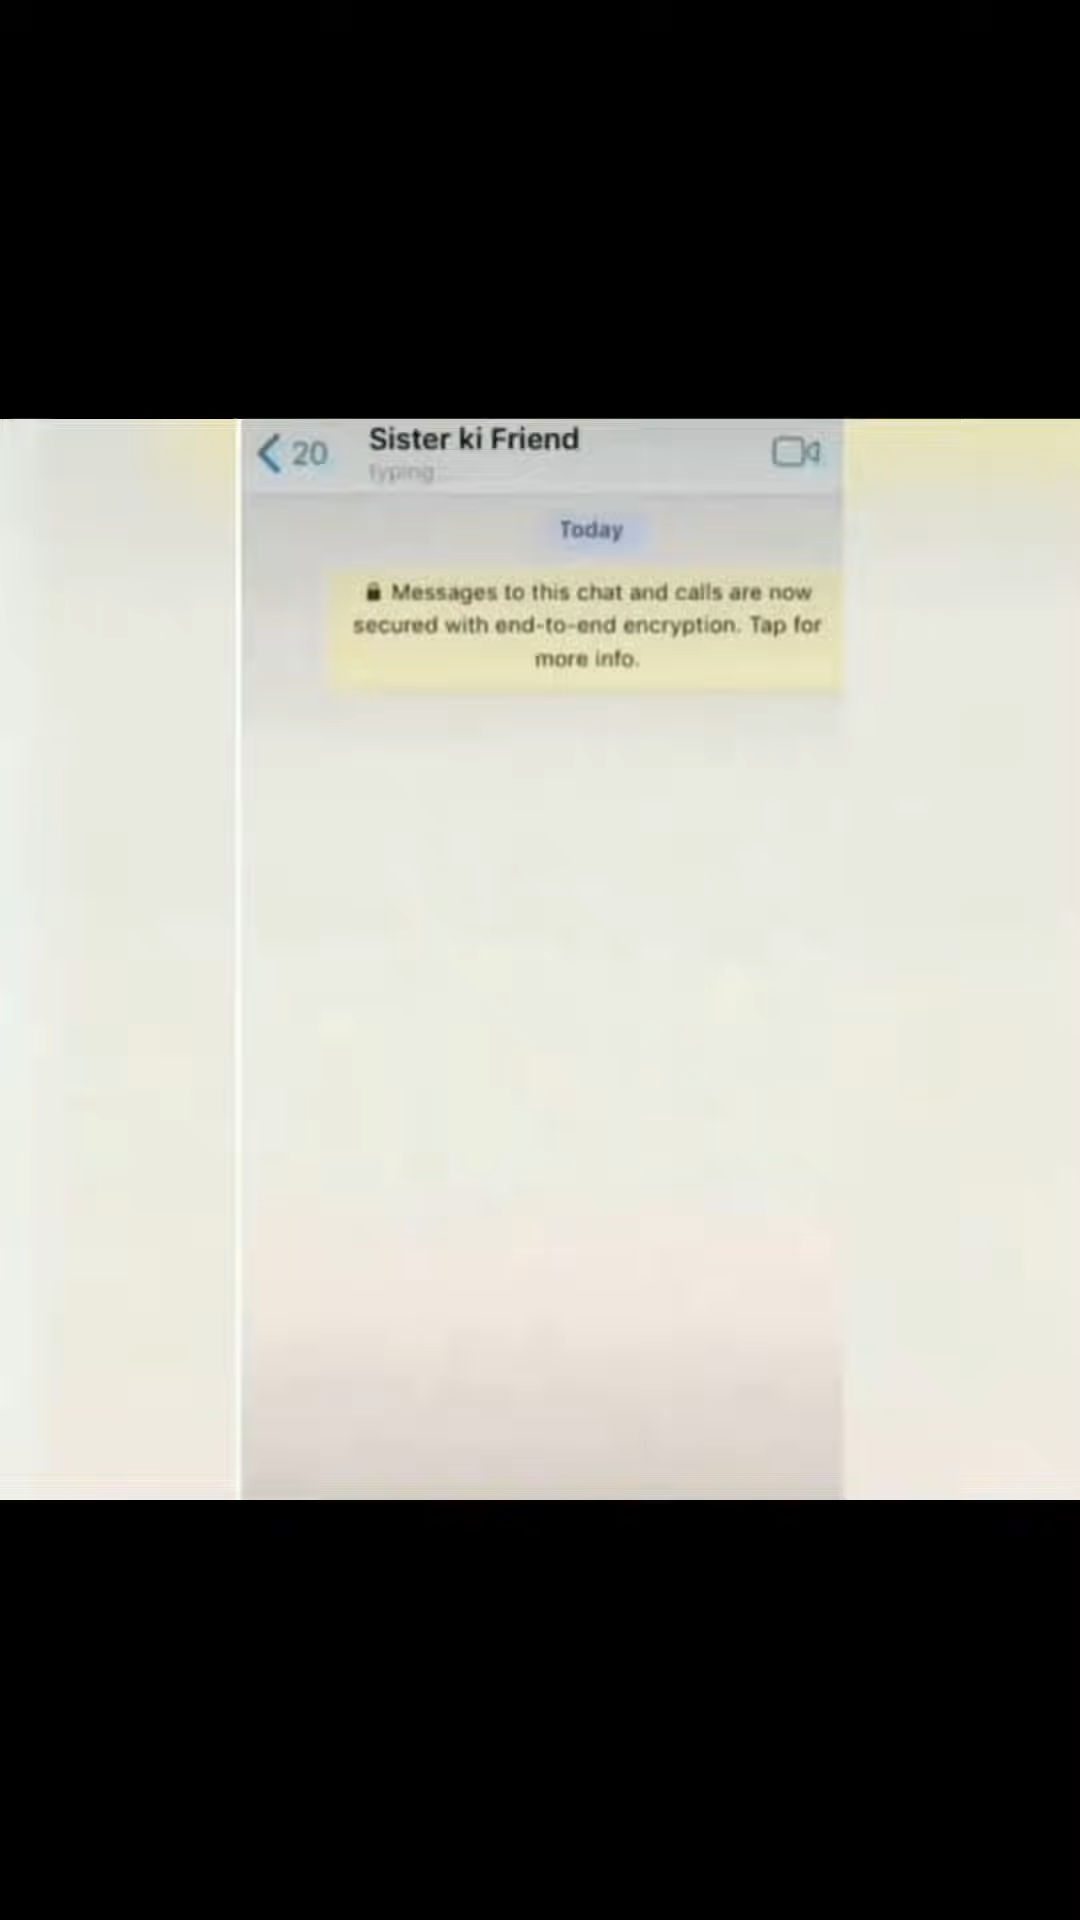 20
Sister ki Friend
typing...
Today
Messages to this chat and calls are now
secured with end-to-end encryption. Tap for
more info.